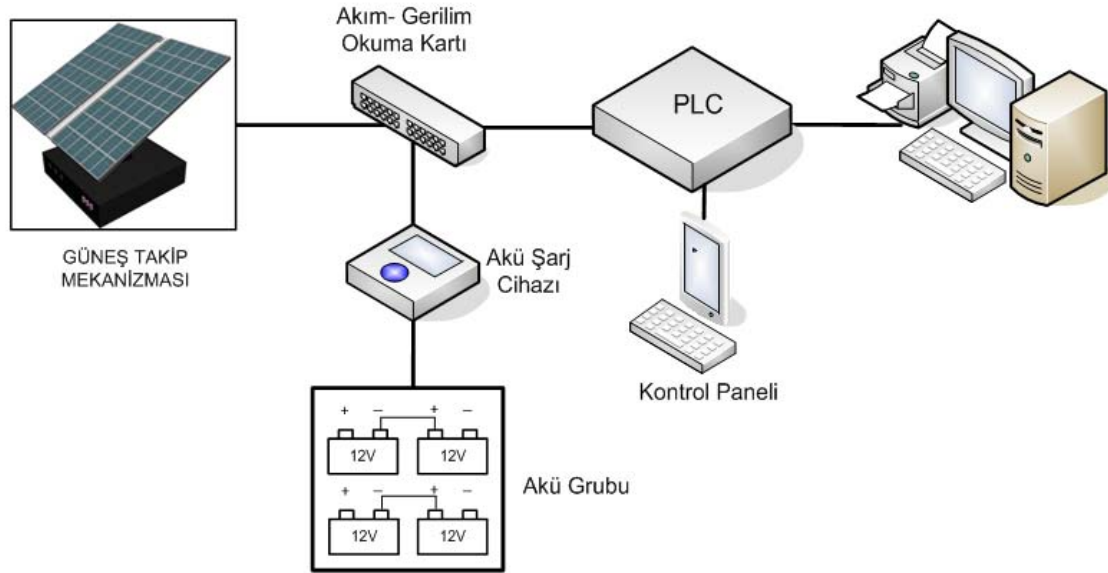 Akım- Gerilim
Okuma Kartı
PLC
GÜNEŞ TAKİP
MEKANİZMASI
Akü Şarj
Cihazı
Kontrol Paneli
+ – + –
12V 12V
+ – + –
12V 12V
Akü Grubu